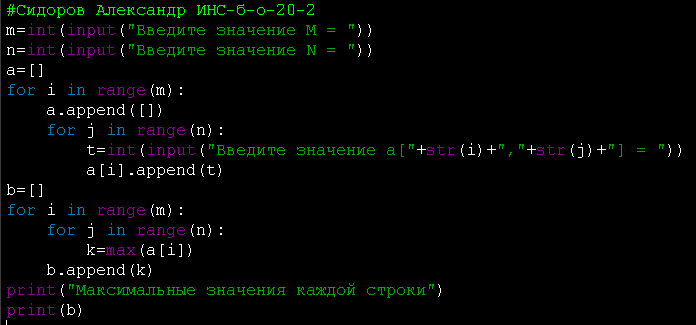 #Сидоров Александр ИНС-б-о-20-2
m=int(input("Введите значение M = "))
n=int(input("Введите значение N = "))
a=[]
for i in range(m):
    a.append([])
    for j in range(n):
        t=int(input("Введите значение a["+str(i)+","+str(j)+"] = "))
        a[i].append(t)
b=[]
for i in range(m):
    for j in range(n):
        k=max(a[i])
    b.append(k)
print("Максимальные значения каждой строки")
print(b)